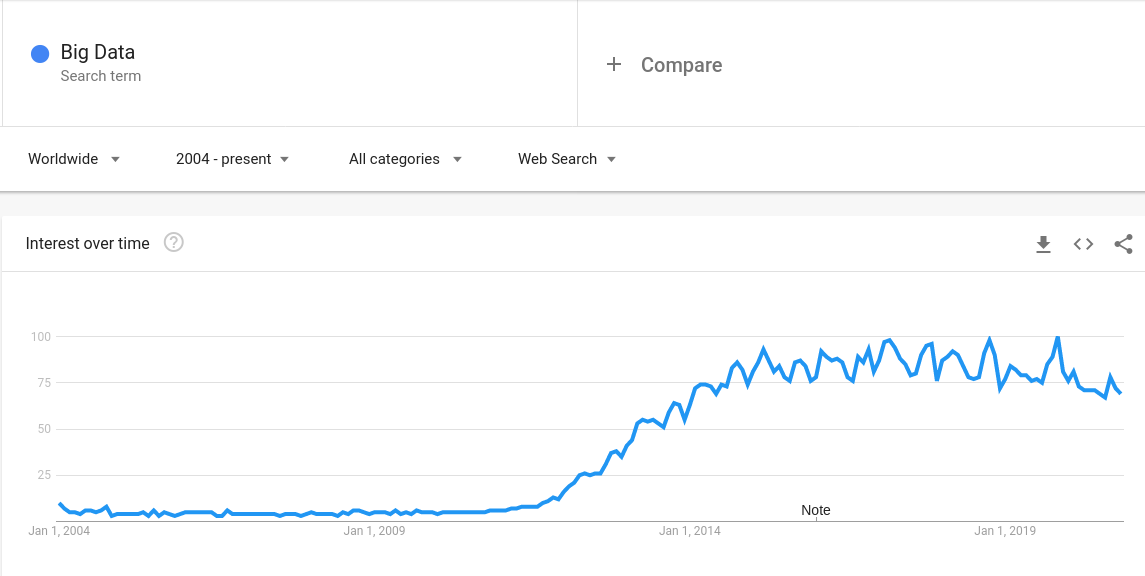 Big Data
Search term
+ Compare
Worldwide
2004 - present
All categories
Web Search
Interest over time ?
100
75
50
25
Note
Jan 1, 2004
Jan 1, 2009
Jan 1, 2014
Jan 1, 2019